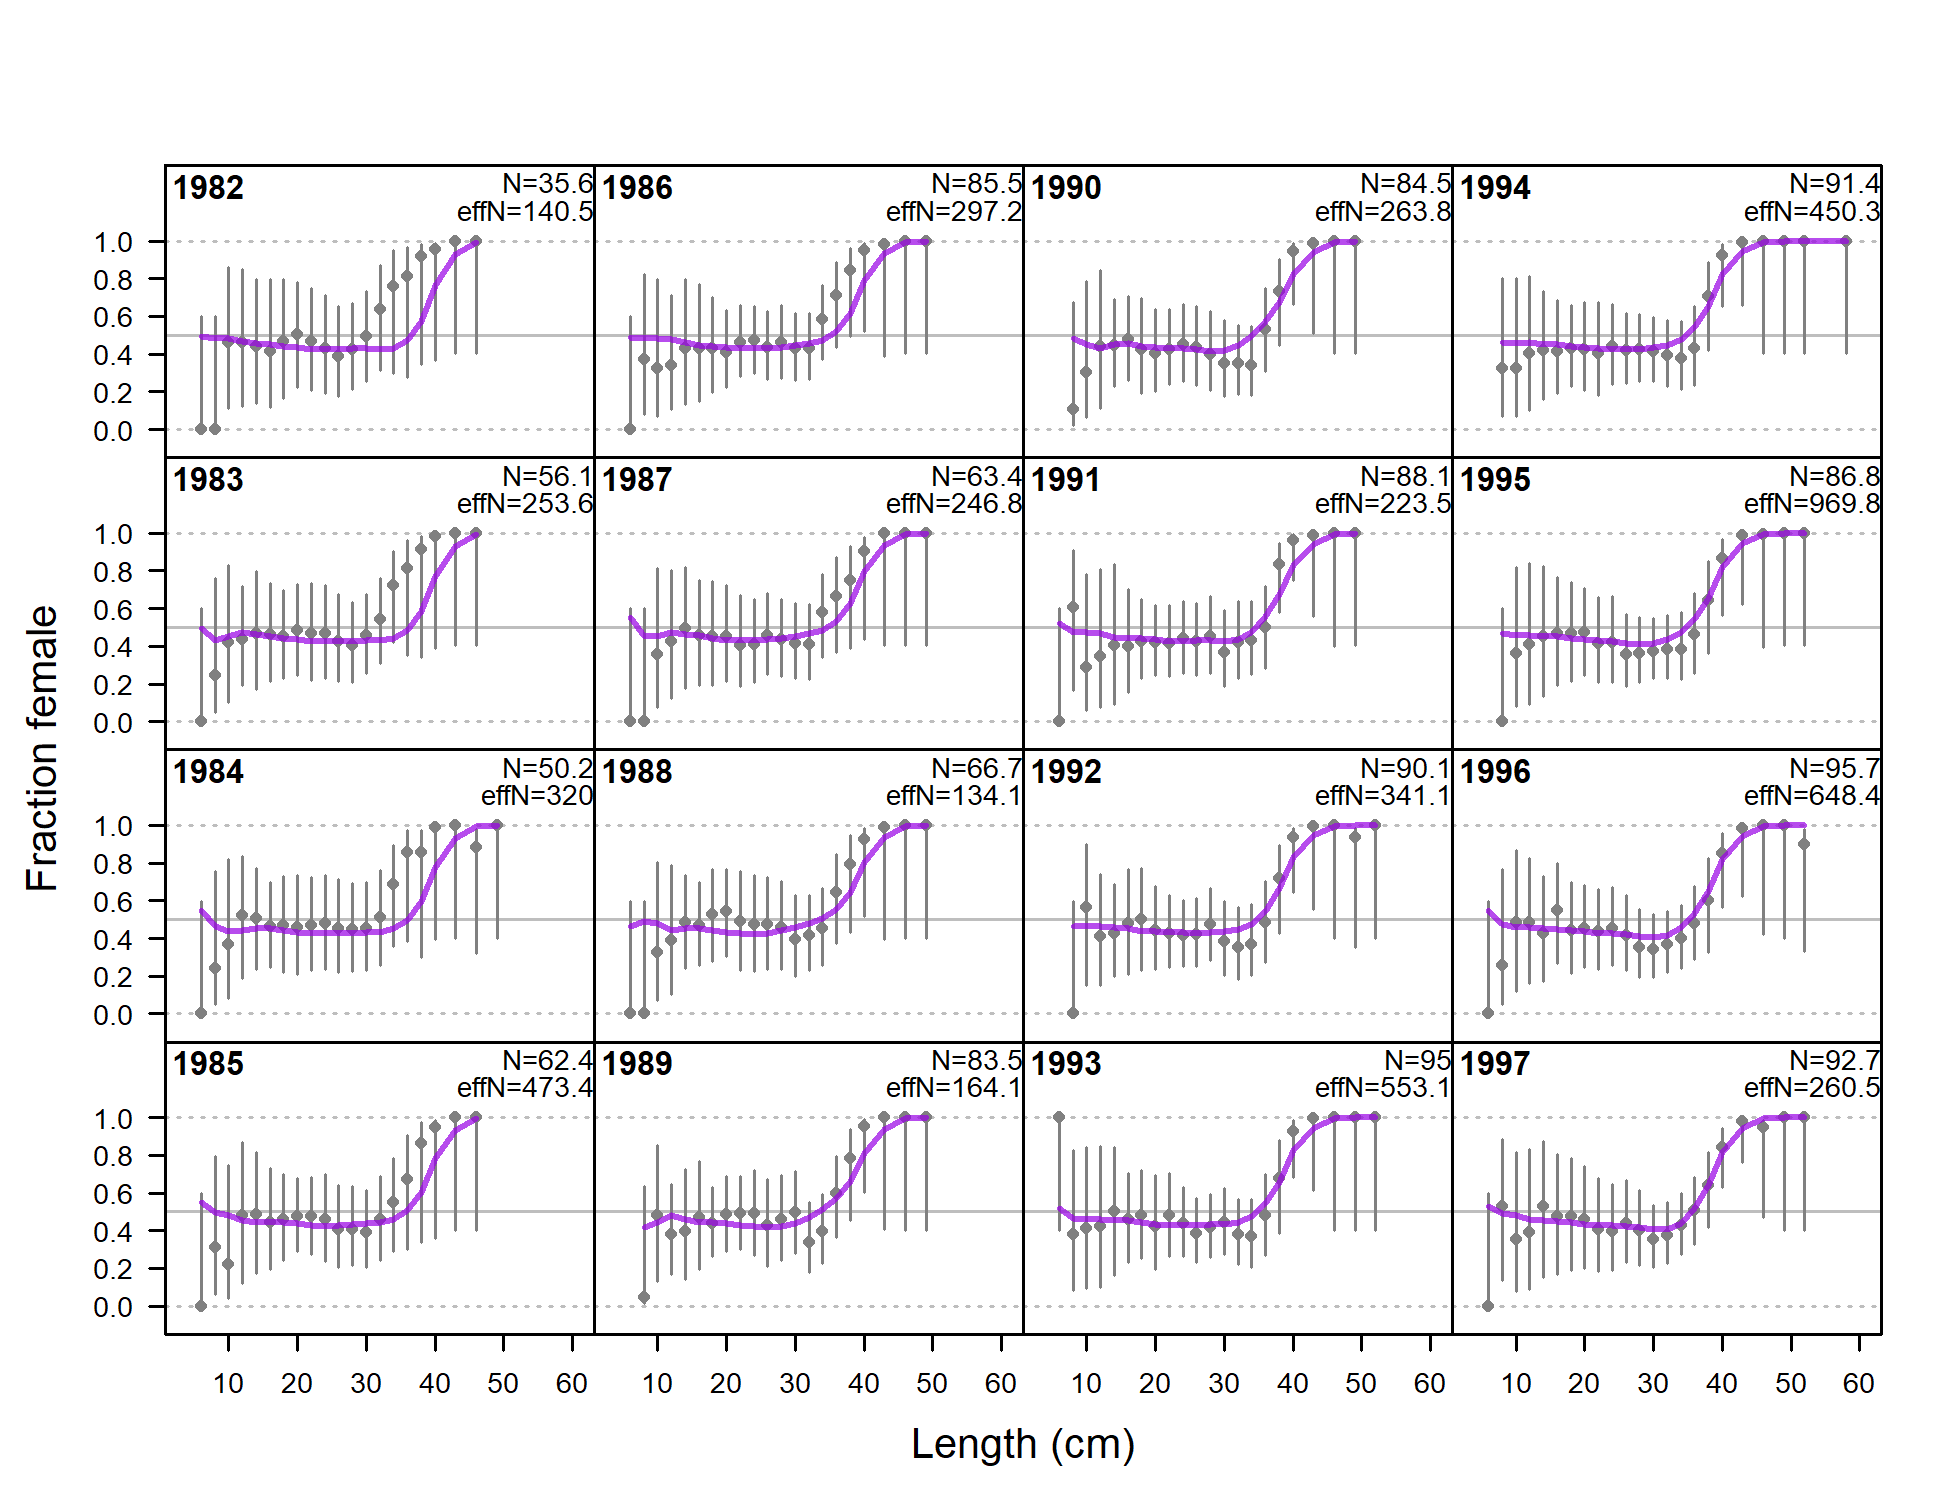 1982
N=35.6
effN=140.5
1986
N=85.5
effN=297.2
1990
N=84.5
effN=263.8
1994
N=91.4
effN=450.3
1.0
0.8
0.6
0.4
0.2
0.0
1983
N=56.1
effN=253.6
1987
N=63.4
effN=246.8
1991
N=88.1
effN=223.5
1995
N=86.8
effN=969.8
1.0
0.8
0.6
0.4
0.2
0.0
1984
N=50.2
effN=320
1988
N=66.7
effN=134.1
1992
N=90.1
effN=341.1
1996
N=95.7
effN=648.4
1.0
0.8
0.6
0.4
0.2
0.0
1985
N=62.4
effN=473.4
1989
N=83.5
effN=164.1
1993
N=95
effN=553.1
1997
N=92.7
effN=260.5
1.0
0.8
0.6
0.4
0.2
0.0
10 20 30 40 50 60
10 20 30 40 50 60
10 20 30 40 50 60
10 20 30 40 50 60
Length (cm)
Fraction female